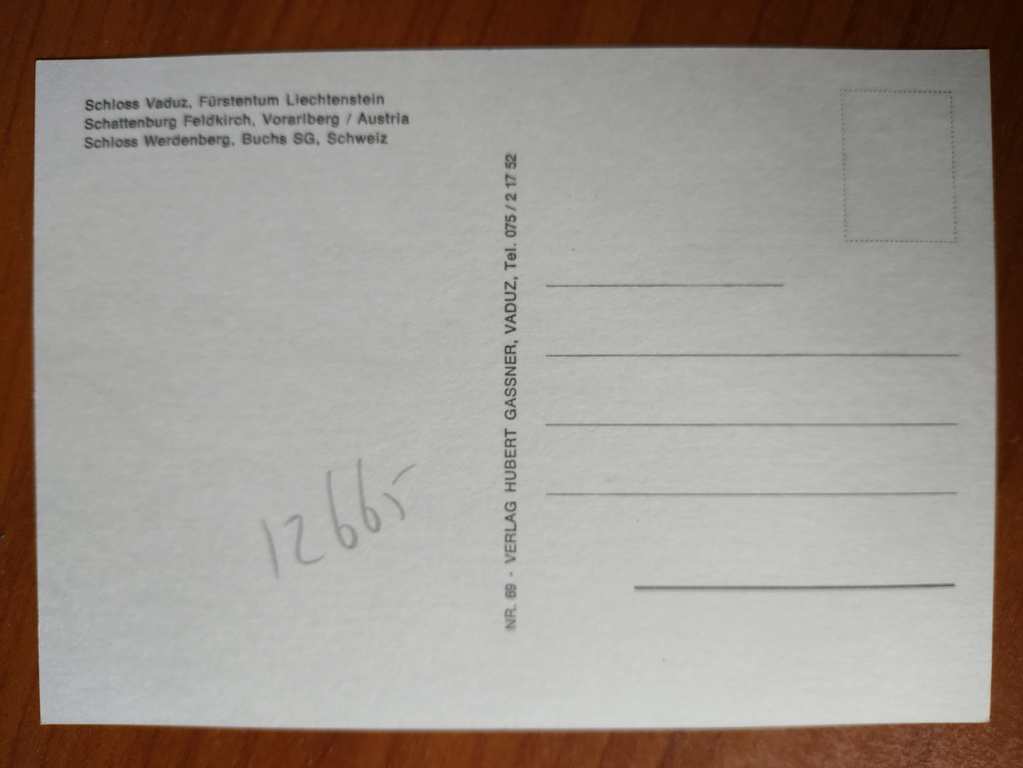 Schloss Vaduz, Fürstentum Liechtenstein
Schattenburg Feldkirch, Vorarlberg / Austria
Schloss Werdenberg, Buchs SG, Schweiz
NR. 69 - VERLAG HUBERT GASSNER, VADUZ, Tel. 075 / 2 17 52
12665